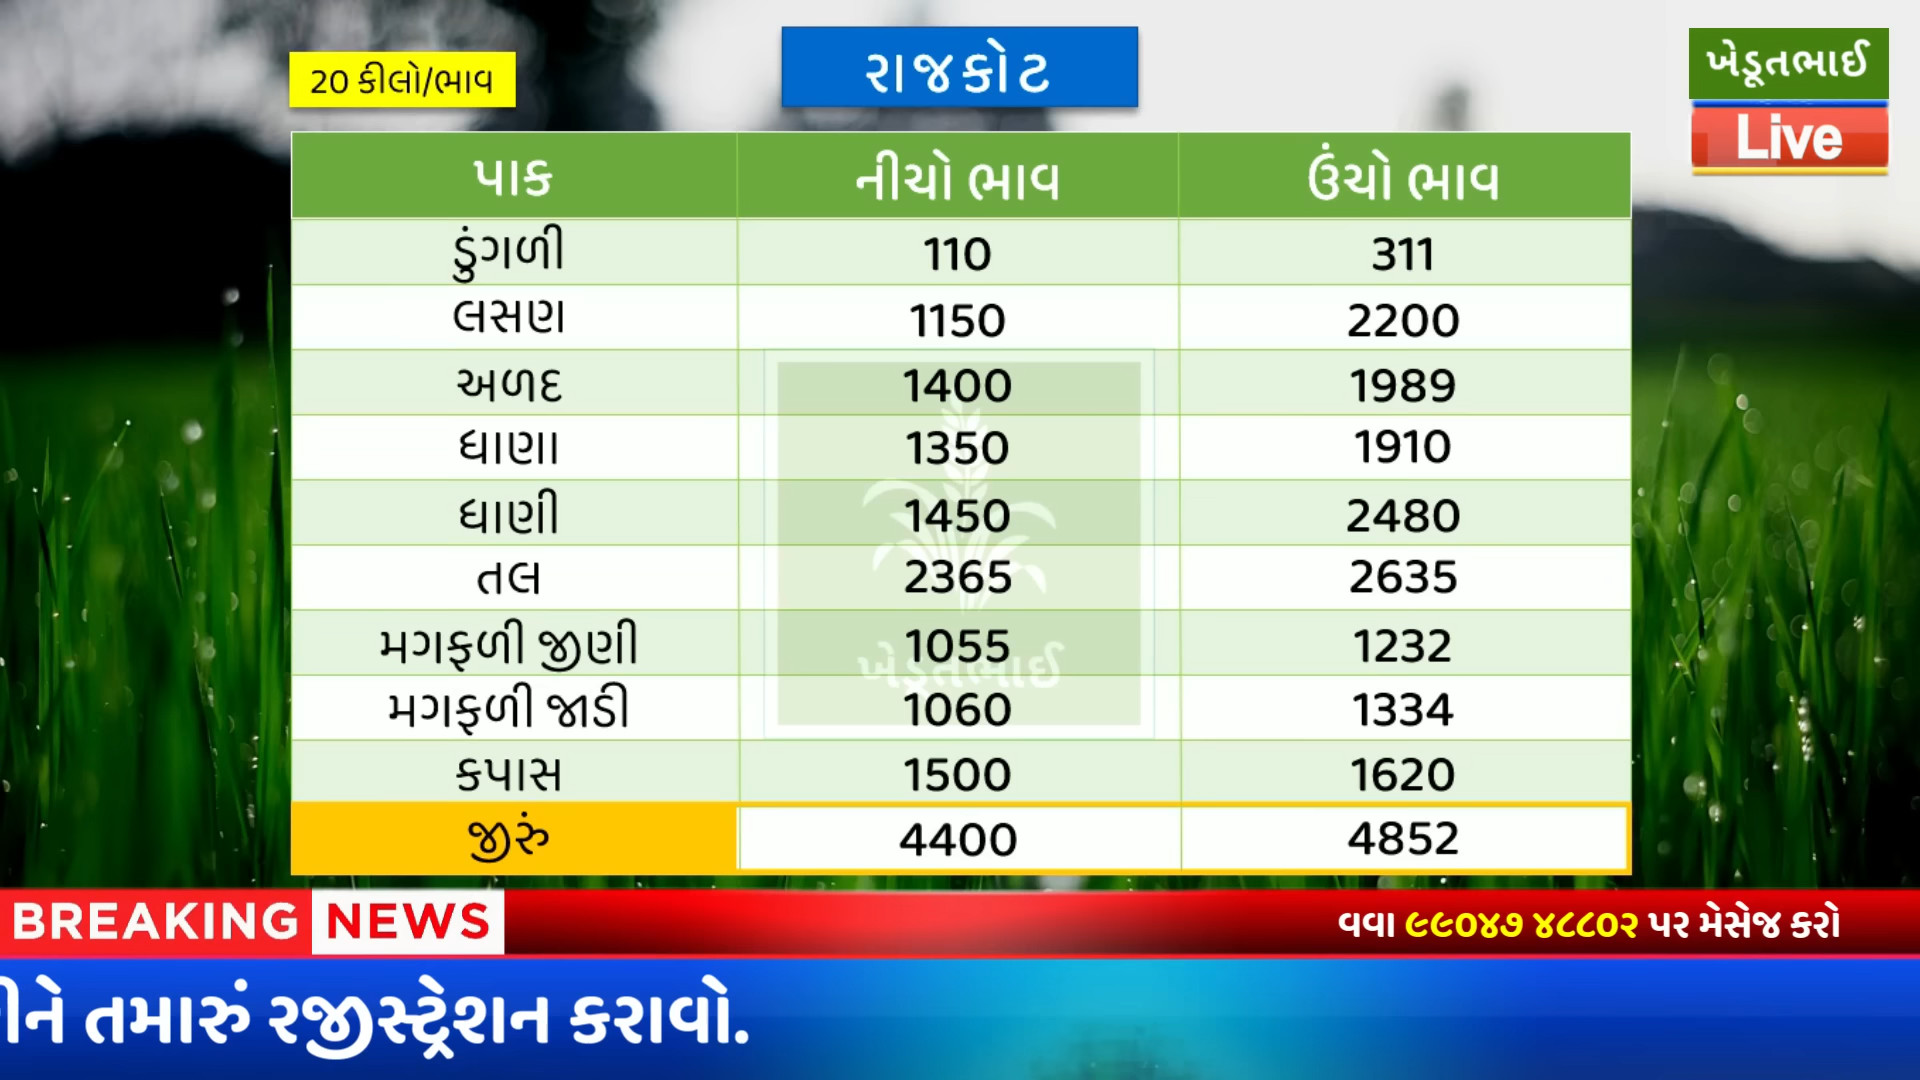 20 કીલો/ભાવ
રાજકોટ
ખેડૂતભાઈ
Live
પાક નીચો ભાવ ઉંચો ભાવ
ડુંગળી 110 311
લસણ 1150 2200
અળદ 1400 1989
ધાણા 1350 1910
ધાણી 1450 2480
તલ 2365 2635
મગફળી જીણી 1055 1232
ખેડૂતભાઈ
મગફળી જાડી 1060 1334
કપાસ 1500 1620
જીરું 4400 4852
BREAKING NEWS
વવા ૯૯૦૪૭ ૪૮૮૦૨ પર મેસેજ કરો
ીને તમારું રજીસ્ટ્રેશન કરાવો.